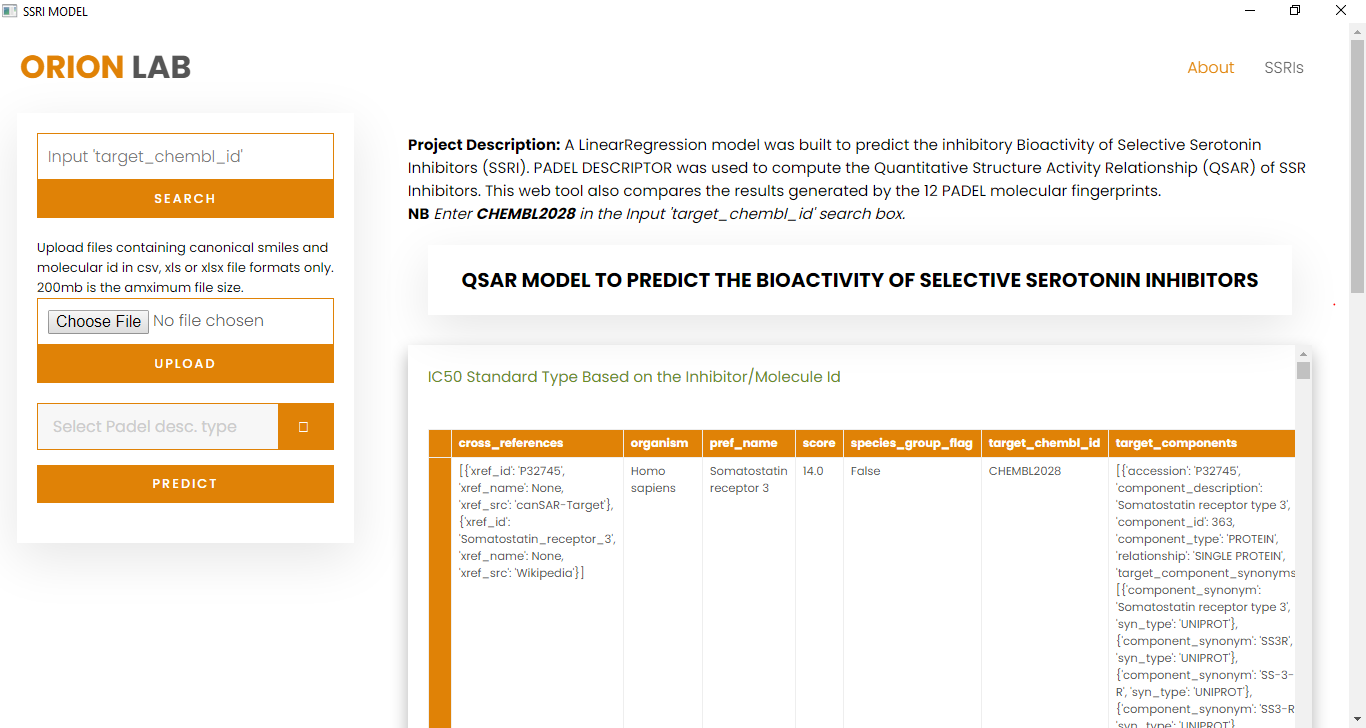 SSRI MODEL
ORION LAB
About
SSRIs
Input 'target_chembl_id'
SEARCH
Upload files containing canonical smiles and
molecular id in csv, xls or xlsx file formats only.
200mb is the amximum file size.
Choose File No file chosen
UPLOAD
Select Padel desc. type
PREDICT
Project Description: A LinearRegression model was built to predict the inhibitory Bioactivity of Selective Serotonin
Inhibitors (SSRI). PADEL DESCRIPTOR was used to compute the Quantitative Structure Activity Relationship (QSAR) of SSR
Inhibitors. This web tool also compares the results generated by the 12 PADEL molecular fingerprints.
NB Enter CHEMBL2028 in the Input 'target_chembl_id' search box.
QSAR MODEL TO PREDICT THE BIOACTIVITY OF SELECTIVE SEROTONIN INHIBITORS
IC50 Standard Type Based on the Inhibitor/Molecule Id
cross_references organism pref_name score species_group_flag target_chembl_id target_components
[{'xref_id': 'P32745',
'xref_name': None,
'xref_src': 'canSAR-Target'},
{'xref_id':
'Somatostatin_receptor_3',
'xref_name': None,
'xref_src': 'Wikipedia'}]
Homo
sapiens
Somatostatin
receptor 3
14.0
False
CHEMBL2028
[{'accession': 'P32745',
'component_description':
'Somatostatin receptor type 3',
'component_id': 363,
'component_type': 'PROTEIN',
'relationship': 'SINGLE PROTEIN',
'target_component_synonyms
[{'component_synonym':
'Somatostatin receptor type 3',
'syn_type': 'UNIPROT'},
{'component_synonym': 'SS3R',
'syn_type': 'UNIPROT'},
{'component_synonym': 'SS-3-
R', 'syn_type': 'UNIPROT'},
{'component_synonym': 'SS3-R
'syn_type': 'UNIPROT'},